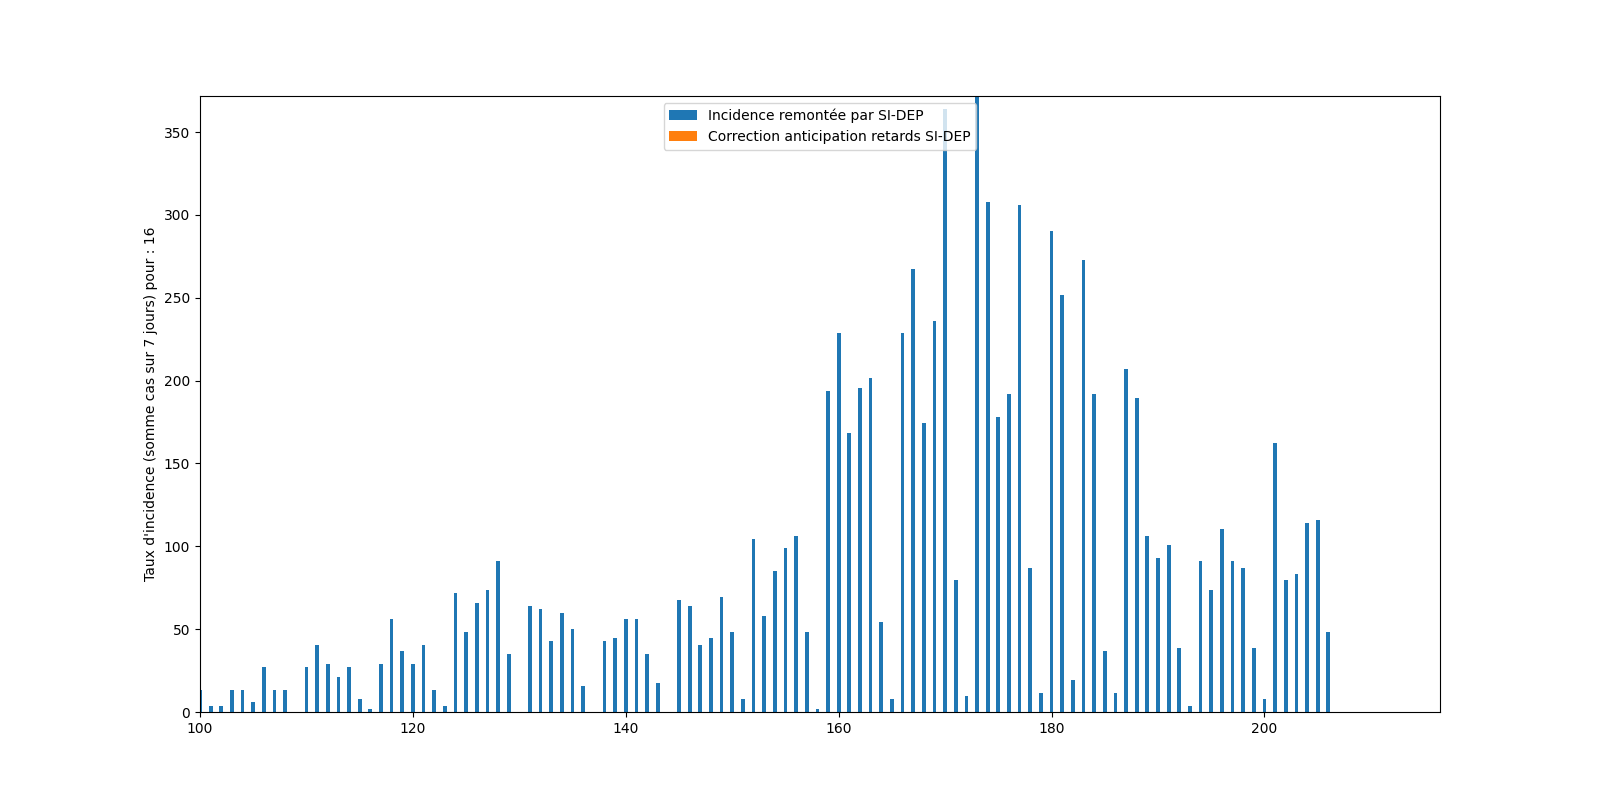 Incidence remontée par SI-DEP
Correction anticipation retards SI-DEP
Taux d'incidence (somme cas sur 7 jours) pour : 16
350
300
250
200
150
100
50
0
100 120 140 160 180 200